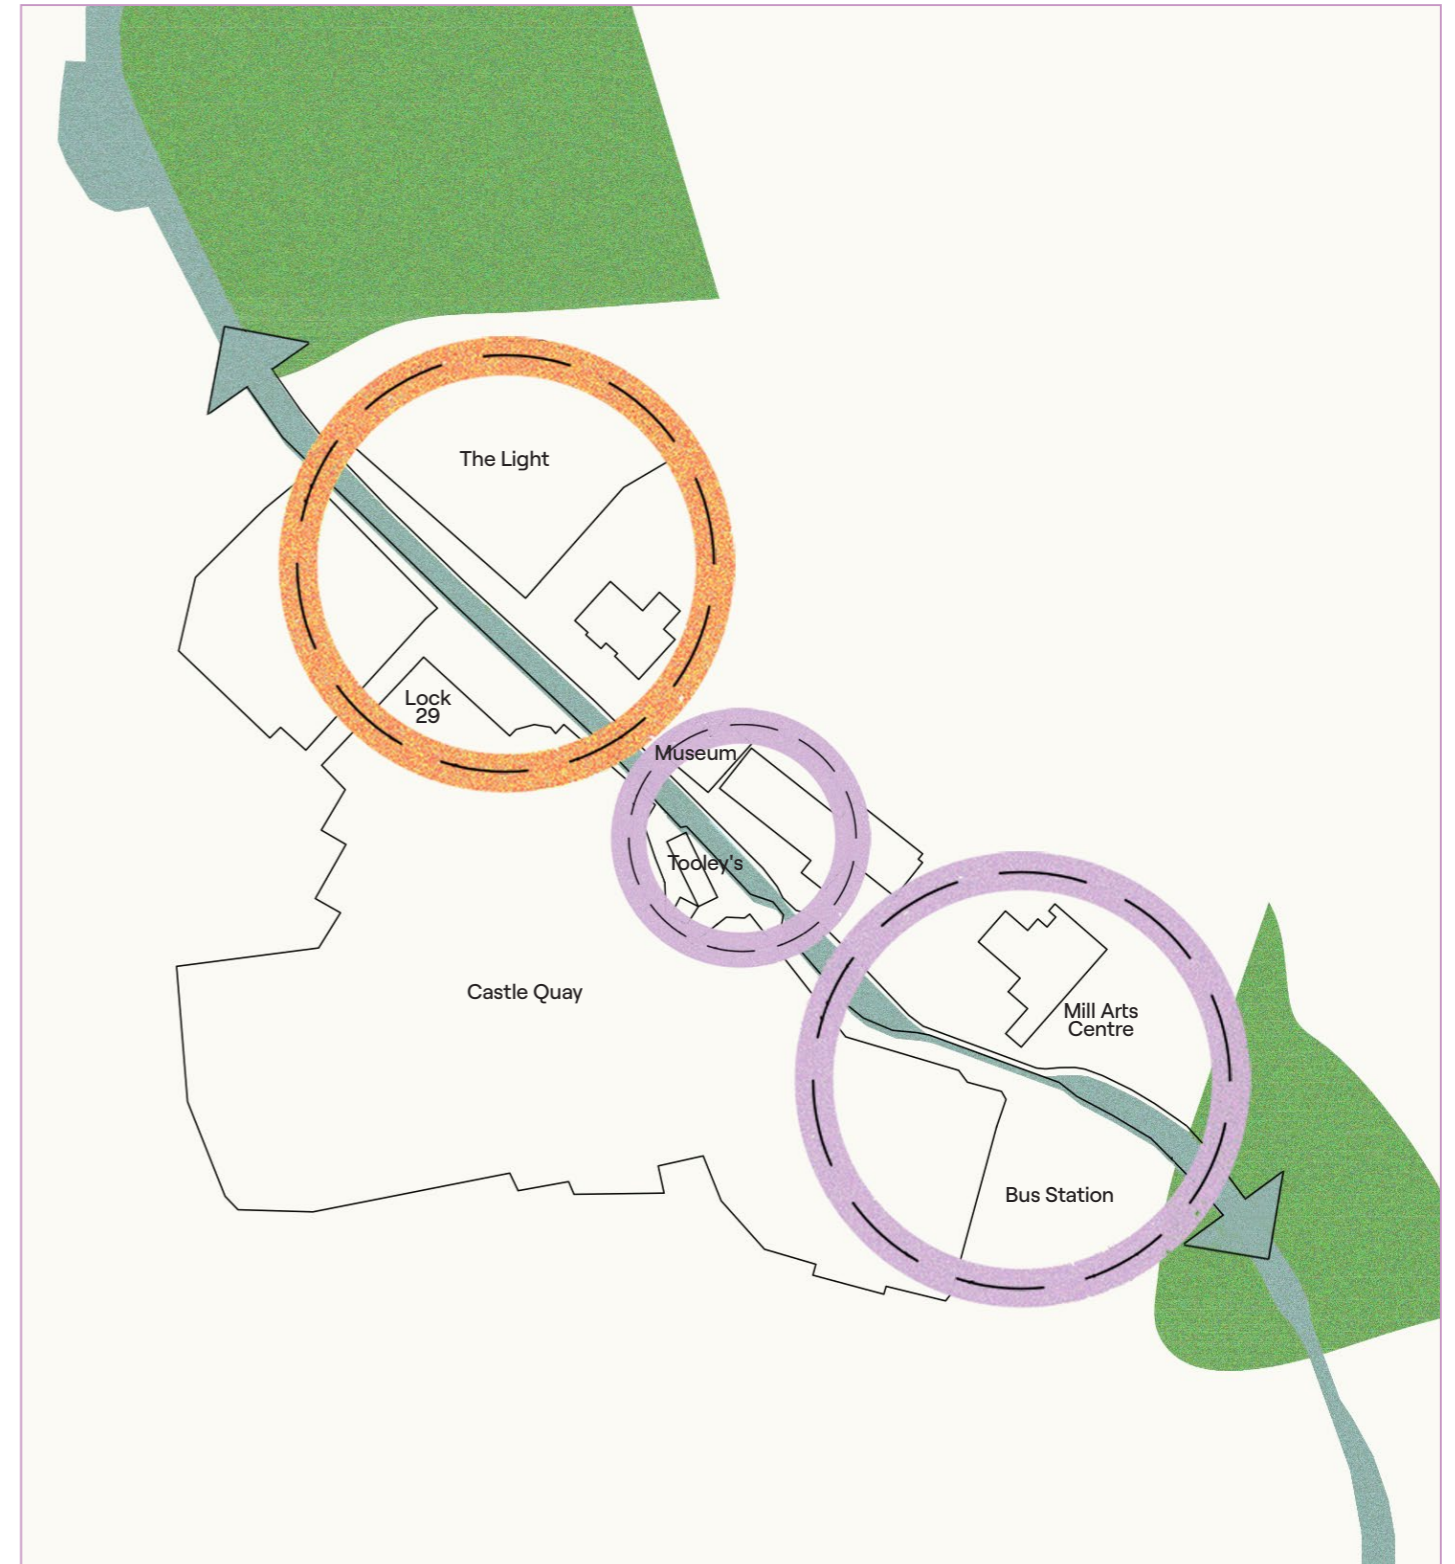 The Light
Lock
29
Museum
Tooley's
Castle Quay
Mill Arts
Centre
Bus Station